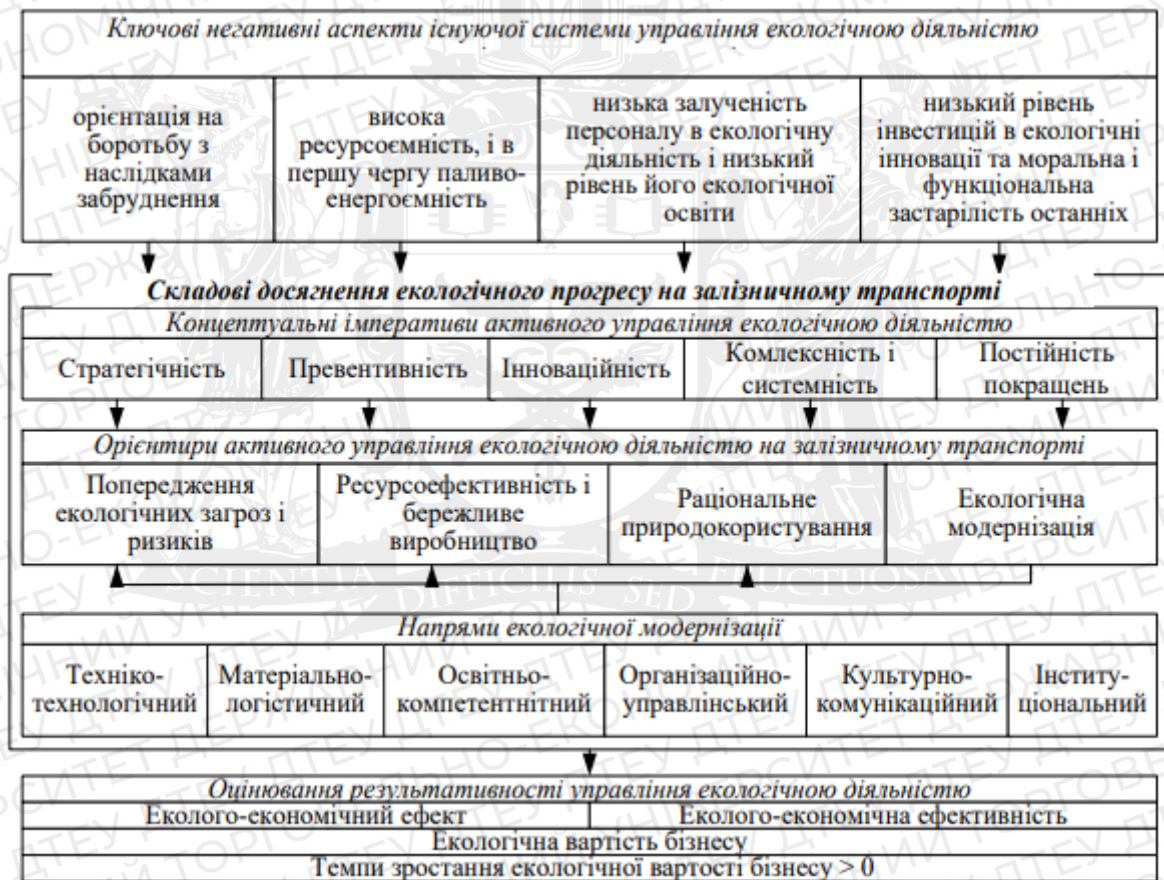 Ключові негативні аспекти існуючої системи управління екологічною діяльністю
орієнтація на
боротьбу з
наслідками
забруднення
висока
ресурсоємність, і в
першу чергу паливо-
енергоємність
низька залученість
персоналу в екологічну
діяльність і низький
рівень його екологічної
освіти
низький рівень
інвестицій в екологічні
інновації та моральна і
функціональна
застарілість останніх
Складові досягнення екологічного прогресу на залізничному транспорті
Концептуальні імперативи активного управління екологічною діяльністю
Стратегічність
Превентивність
Інноваційність
Комлексність і
системність
Постійність
покращень
Орієнтири активного управління екологічною діяльністю на залізничному транспорті
Попередження
екологічних загроз і
ризиків
Ресурсоефективність і
бережливе
виробництво
Раціональне
природокористування
Екологічна
модернізація
SCIENTIA DIFFICILIS SED FRUCTUOSA
Напрями екологічної модернізації
Техніко-
технологічний
Матеріально-
логістичний
Освітньо-
компетентнітний
Організаційно-
управлінський
Культурно-
комунікаційний
Інститу-
ціональний
Оцінювання результативності управління екологічною діяльністю
Еколого-економічний ефект
Еколого-економічна ефективність
Екологічна вартість бізнесу
Темпи зростання екологічної вартості бізнесу > 0